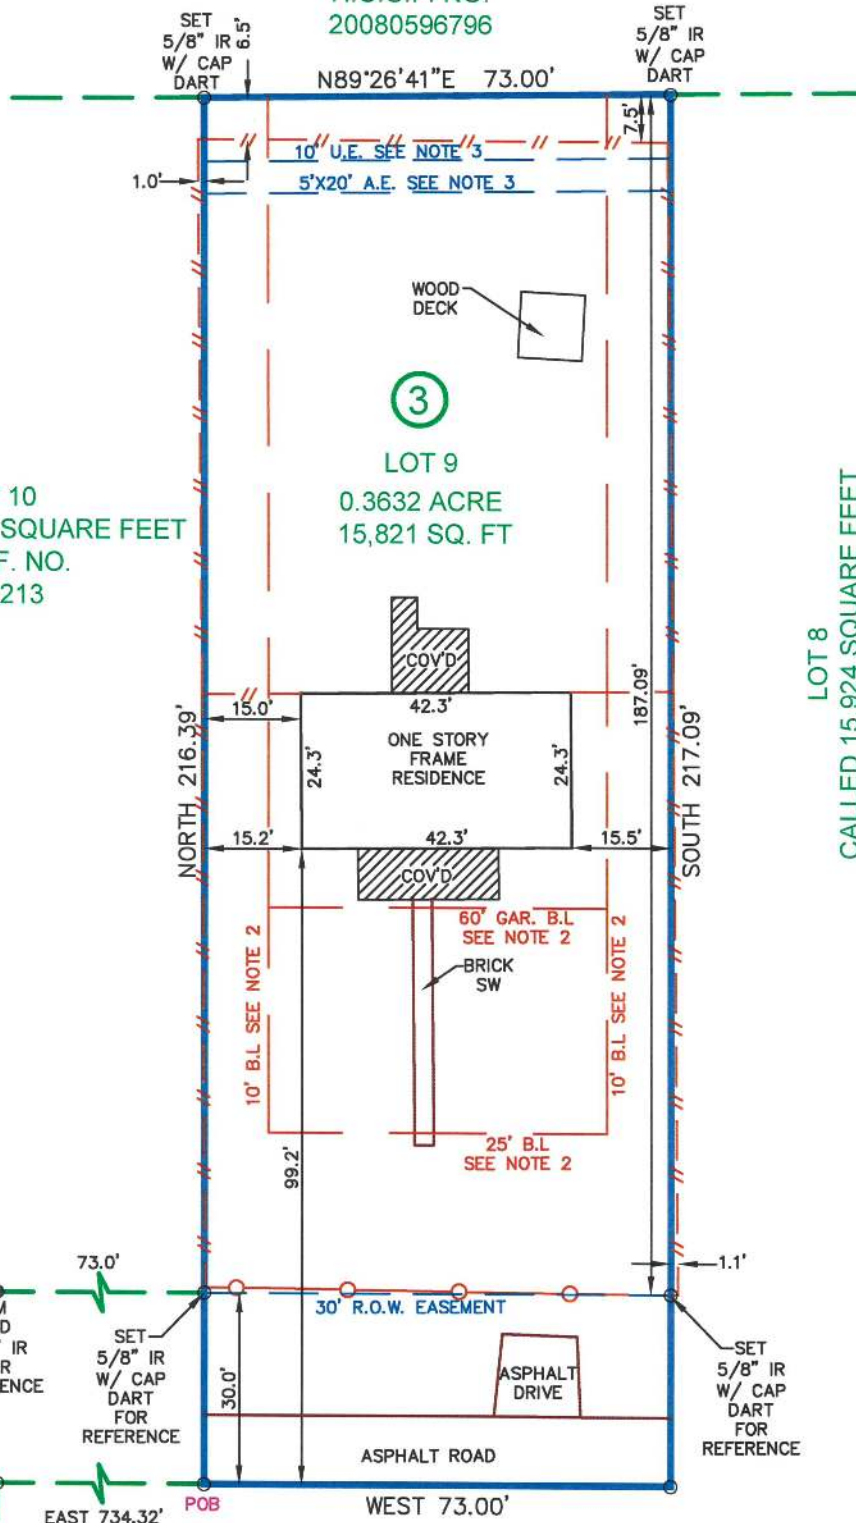 20080596796
SET
5/8" IR
W/ CAP
DART
6.5'
N89°26'41"E 73.00'
SET
5/8" IR
W/ CAP
DART
7.5'
10' U.E. SEE NOTE 3
1.0'
5'X20' A.E. SEE NOTE 3
WOOD
DECK
3
LOT 9
0.3632 ACRE
15,821 SQ. FT
10
SQUARE FEET
F. NO.
213
LOT 8
CALLED 15,924 SQUARE FEET
COV'D
187.09'
15.0'
42.3'
NORTH 216.39'
24.3'
ONE STORY
FRAME
RESIDENCE
24.3'
SOUTH 217.09'
15.2'
42.3'
15.5'
COV'D
60' GAR. B.L
SEE NOTE 2
10' B.L SEE NOTE 2
BRICK
SW
10' B.L SEE NOTE 2
25' B.L
SEE NOTE 2
99.2'
73.0'
1.1'
30' R.O.W. EASEMENT
M
D
IR
R
ENCE
SET
5/8" IR
W/ CAP
DART
FOR
REFERENCE
30.0'
ASPHALT
DRIVE
SET
5/8" IR
W/ CAP
DART
FOR
REFERENCE
ASPHALT ROAD
POB
EAST 734.32'
WEST 73.00'